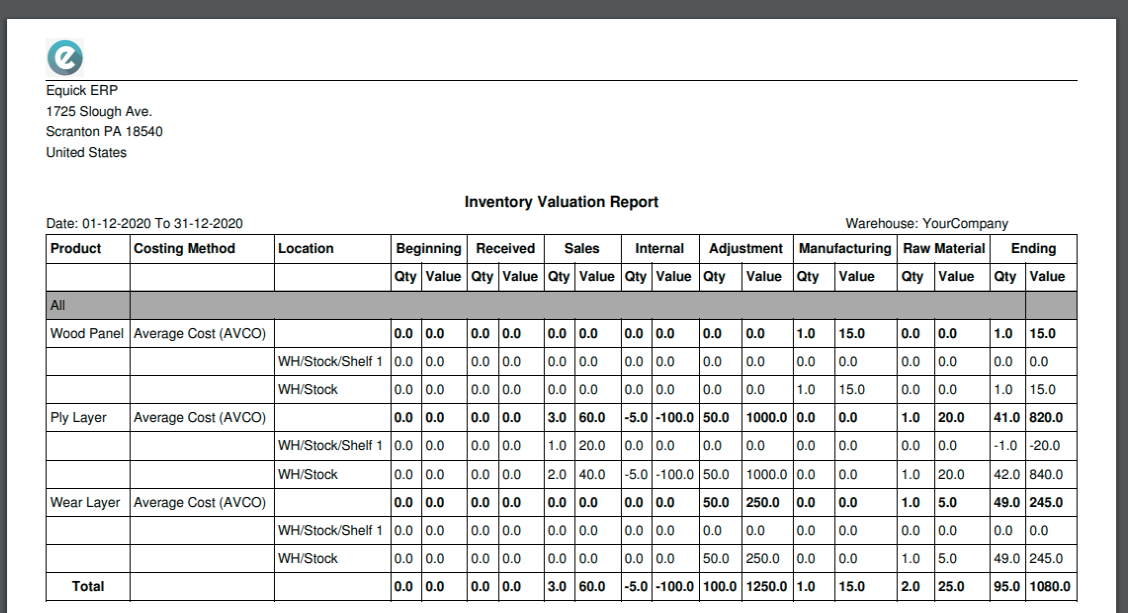 e
Equick ERP
1725 Slough Ave.
Scranton PA 18540
United States
Inventory Valuation Report
Date: 01-12-2020 To 31-12-2020 Warehouse: YourCompany
Product Costing Method Location Beginning Received Sales Internal Adjustment Manufacturing Raw Material Ending
Qty Value Qty Value Qty Value Qty Value Qty Value Qty Value Qty Value Qty Value
All
Wood Panel Average Cost (AVCO) 0.0 0.0 0.0 0.0 0.0 0.0 0.0 0.0 0.0 0.0 1.0 15.0 0.0 0.0 1.0 15.0
WH/Stock/Shelf 1 0.0 0.0 0.0 0.0 0.0 0.0 0.0 0.0 0.0 0.0 0.0 0.0 0.0 0.0 0.0 0.0
WH/Stock 0.0 0.0 0.0 0.0 0.0 0.0 0.0 0.0 0.0 0.0 1.0 15.0 0.0 0.0 1.0 15.0
Ply Layer Average Cost (AVCO) 0.0 0.0 0.0 0.0 3.0 60.0 -5.0 -100.0 50.0 1000.0 0.0 0.0 1.0 20.0 41.0 820.0
WH/Stock/Shelf 1 0.0 0.0 0.0 0.0 1.0 20.0 0.0 0.0 0.0 0.0 0.0 0.0 0.0 0.0 -1.0 -20.0
WH/Stock 0.0 0.0 0.0 0.0 2.0 40.0 -5.0 -100.0 50.0 1000.0 0.0 0.0 1.0 20.0 42.0 840.0
Wear Layer Average Cost (AVCO) 0.0 0.0 0.0 0.0 0.0 0.0 0.0 0.0 50.0 250.0 0.0 0.0 1.0 5.0 49.0 245.0
WH/Stock/Shelf 1 0.0 0.0 0.0 0.0 0.0 0.0 0.0 0.0 0.0 0.0 0.0 0.0 0.0 0.0 0.0 0.0
WH/Stock 0.0 0.0 0.0 0.0 0.0 0.0 0.0 0.0 50.0 250.0 0.0 0.0 1.0 5.0 49.0 245.0
Total 0.0 0.0 0.0 0.0 3.0 60.0 -5.0 -100.0 100.0 1250.0 1.0 15.0 2.0 25.0 95.0 1080.0